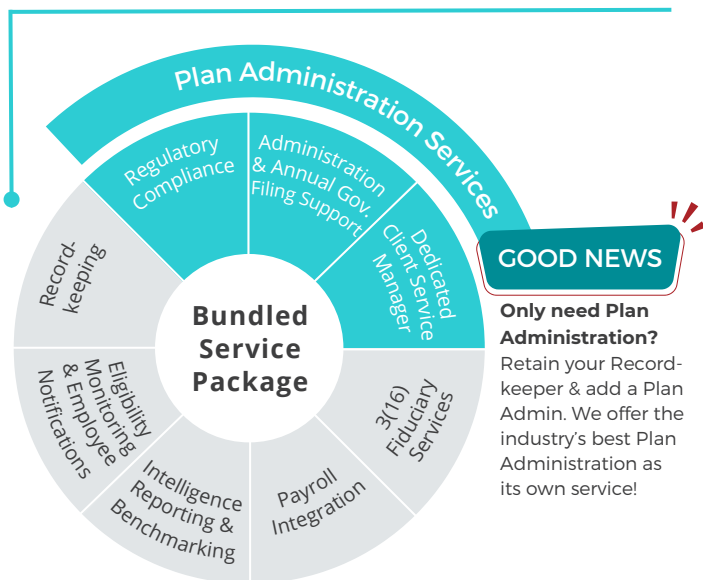 Plan Administration Services
Regulatory
Compliance
Administration
& Annual Gov.
Filing Support
Dedicated
Client Service
Manager
3(16)
Fiduciary
Services
Payroll
Integration
Intelligence
Reporting &
Benchmarking
Eligibility
Monitoring
& Employee
Notifications
Record-
keeping
Bundled
Service
Package
GOOD NEWS
Only need Plan
Administration?
Retain your Record-
keeper & add a Plan
Admin. We offer the
industry’s best Plan
Administration as
its own service!